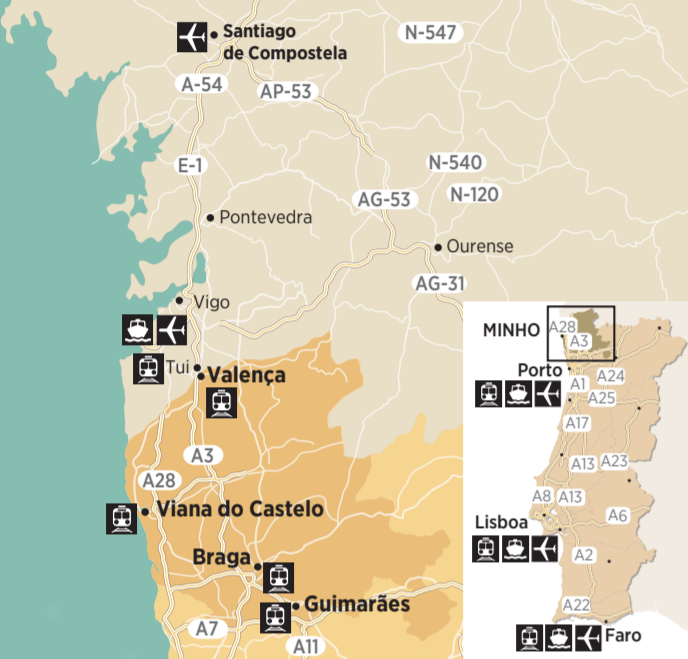 Santiago
de Compostela
N-547
A-54
AP-53
E-1
N-540
N-120
AG-53
Pontevedra
Ourense
AG-31
Vigo
Tui
Valença
A3
A28
Viana do Castelo
Braga
Guimarães
A7
A11
MINHO
A28
A3
Porto
A1
A24
A25
A17
A13
A23
A8
A13
Lisboa
A6
A2
A22
Faro